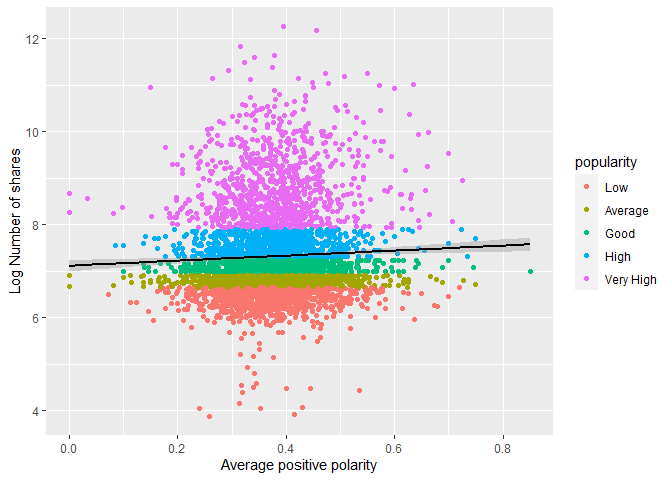 12
10
8
6
4
Log Number of shares
0.0
0.2
0.4
0.6
0.8
Average positive polarity
popularity
Low
Average
Good
High
Very High